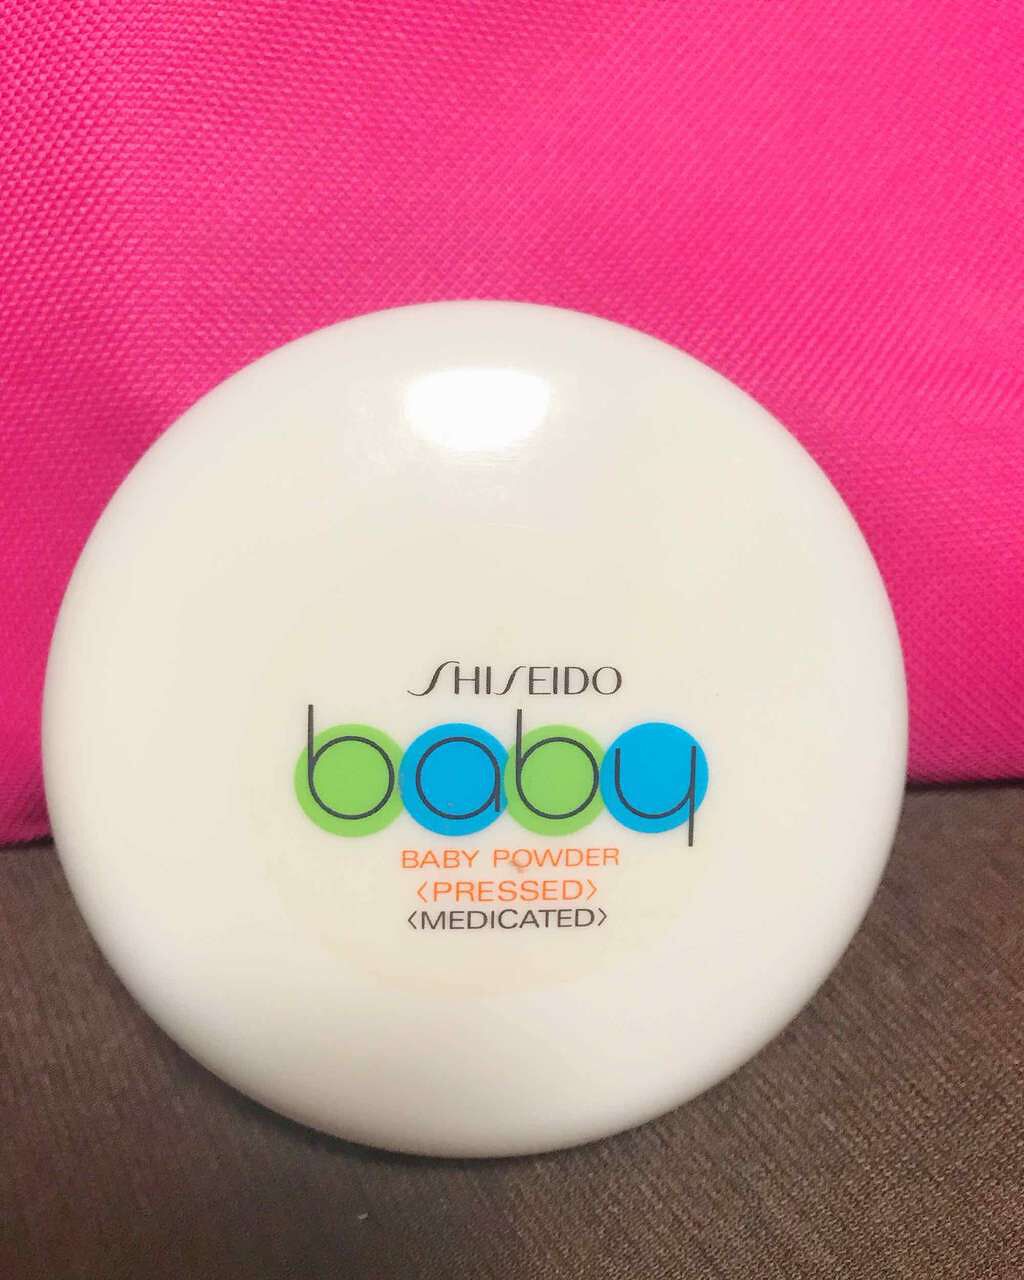 SHISEIDO
baby
BABY POWDER
〈PRESSED〉
〈MEDICATED〉